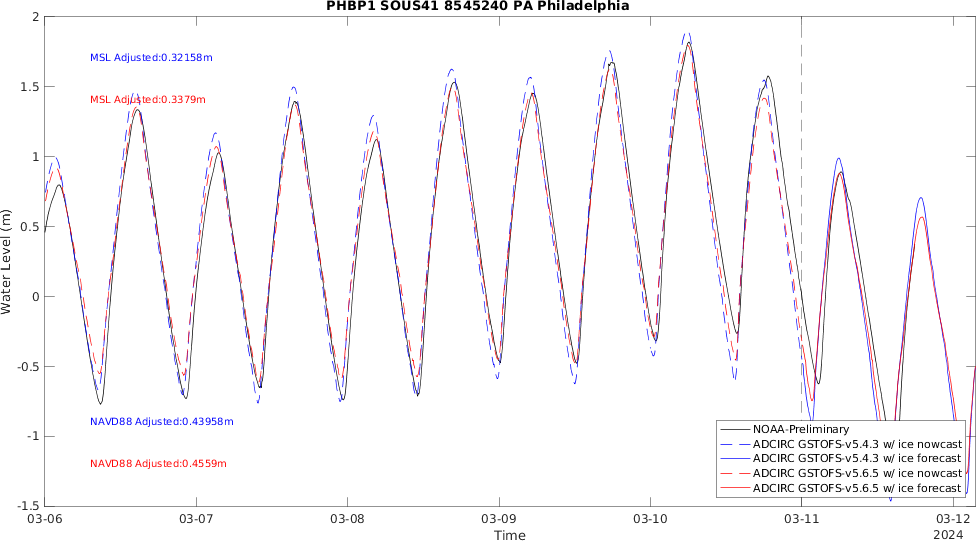 PHBP1 SOUS41 8545240 PA Philadelphia
2
1.5
1
0.5
0
-0.5
-1
-1.5
Water Level (m)
MSL Adjusted:0.32158m
MSL Adjusted:0.3379m
NAVD88 Adjusted:0.43958m
NAVD88 Adjusted:0.4559m
NOAA-Preliminary
ADCIRC GSTOFS-v5.4.3 w/ ice nowcast
ADCIRC GSTOFS-v5.4.3 w/ ice forecast
ADCIRC GSTOFS-v5.6.5 w/ ice nowcast
ADCIRC GSTOFS-v5.6.5 w/ ice forecast
03-06 03-07 03-08 03-09 03-10 03-11 03-12
Time
2024